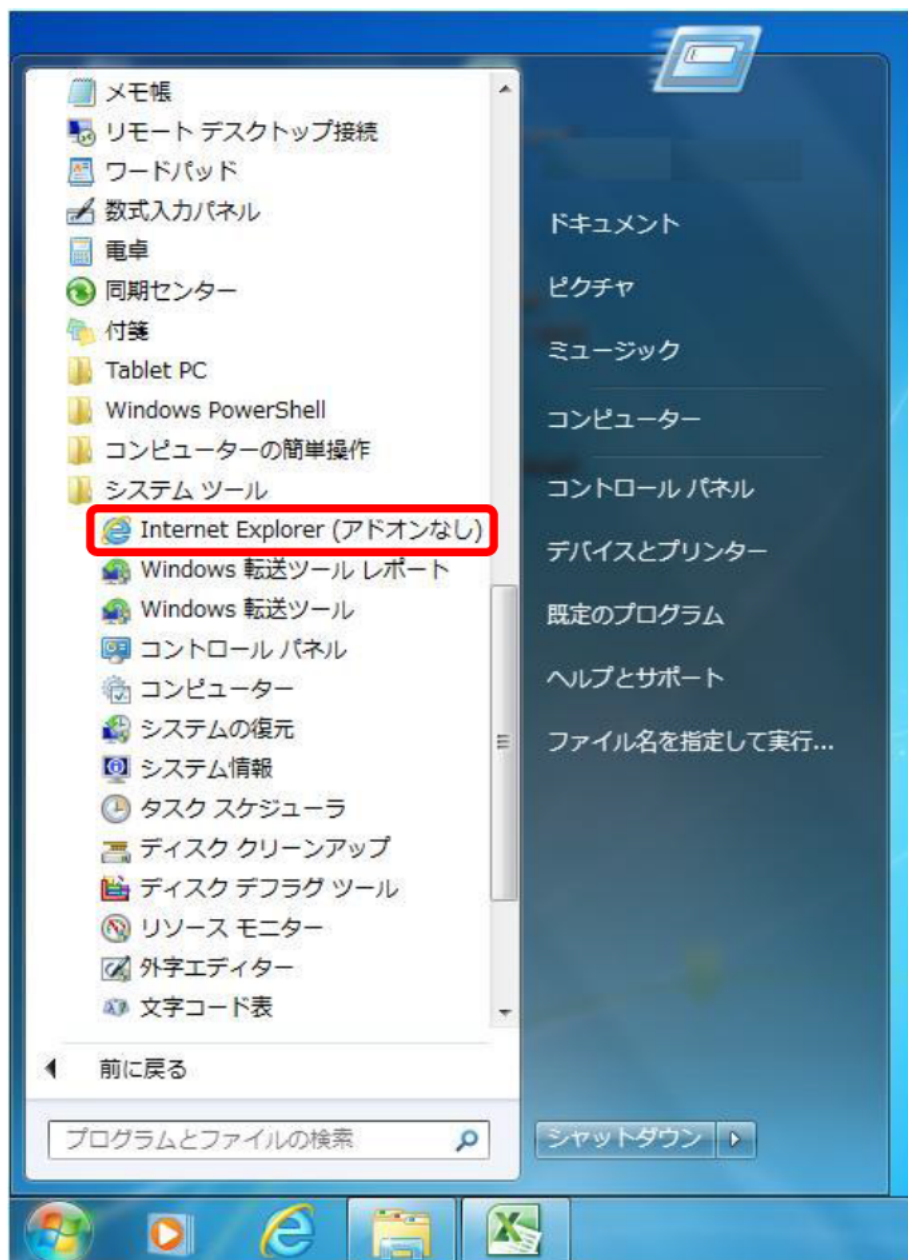 メモ帳
リモート デスクトップ接続
ワードパッド
数式入力パネル
電卓
同期センター
付箋
Tablet PC
Windows PowerShell
コンピューターの簡単操作
システム ツール
Internet Explorer (アドオンなし)
Windows 転送ツール レポート
Windows 転送ツール
コントロール パネル
コンピューター
システムの復元
システム情報
タスク スケジューラ
ディスク クリーンアップ
ディスク デフラグ ツール
リソース モニター
外字エディター
文字コード表
前に戻る
プログラムとファイルの検索
ドキュメント
ピクチャ
ミュージック
コンピューター
コントロール パネル
デバイスとプリンター
既定のプログラム
ヘルプとサポート
ファイル名を指定して実行...
シャットダウン